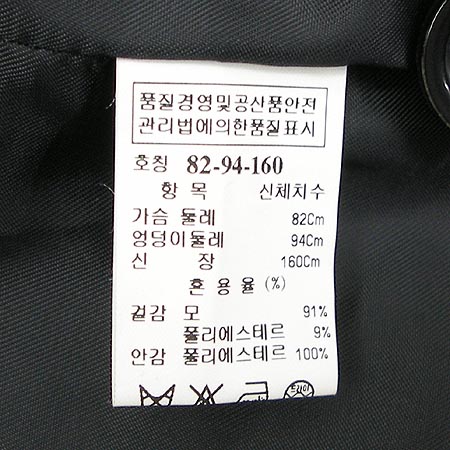 품질경영및공산품안전
관리법에의한품질표시
호칭 82-94-160
항 목 신체치수
가슴 둘레 82Cm
엉덩이둘레 94Cm
신 장 160Cm
혼 용 율 (%)
겉감 모 91%
폴리에스테르 9%
안감 폴리에스테르 100%
드라이